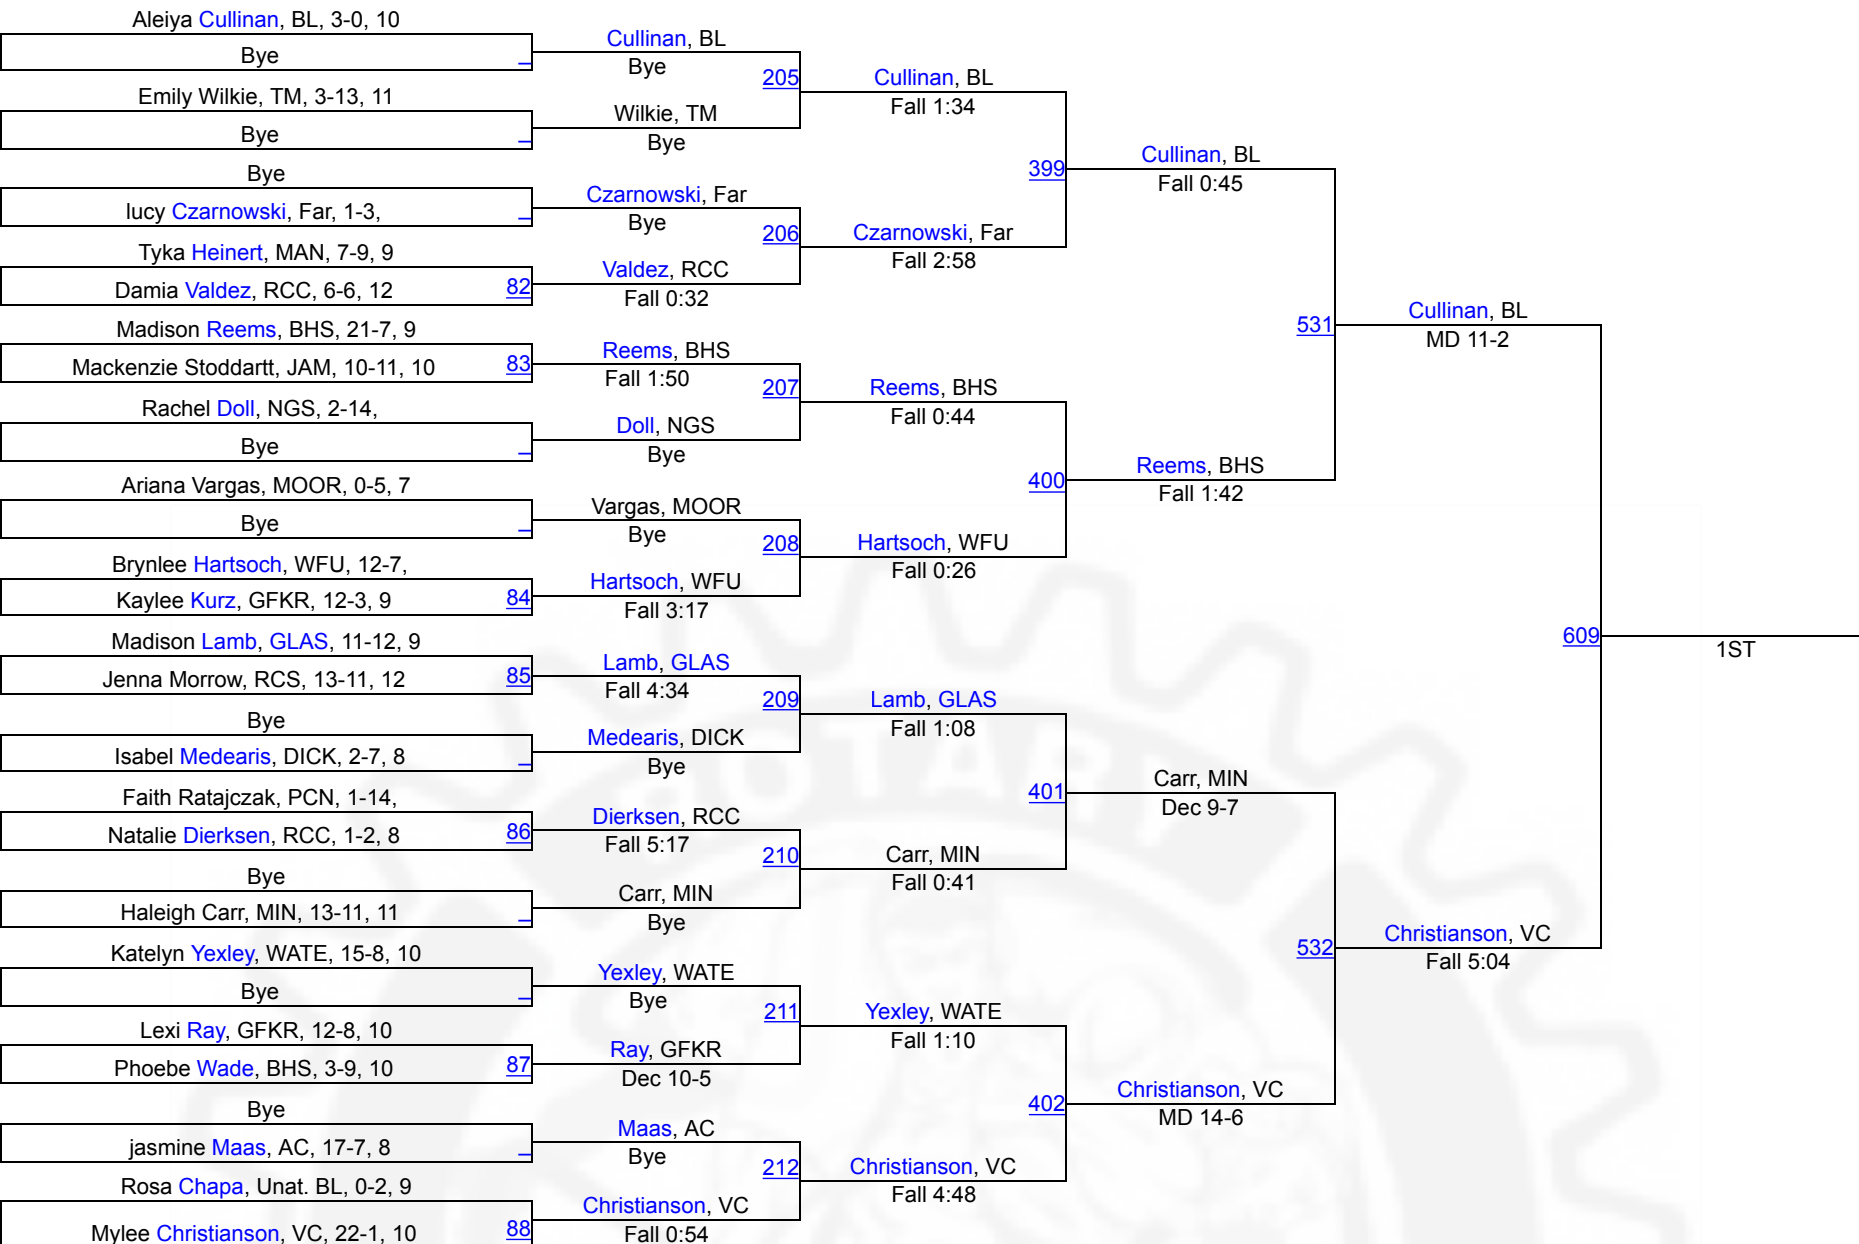 Aleiya Cullinan, BL, 3-0, 10
Bye
Emily Wilkie, TM, 3-13, 11
Bye
Bye
lucy Czarnowski, Far, 1-3,
Tyka Heinert, MAN, 7-9, 9
Damia Valdez, RCC, 6-6, 12
82
Madison Reems, BHS, 21-7, 9
Mackenzie Stoddartt, JAM, 10-11, 10
83
Rachel Doll, NGS, 2-14,
Bye
Ariana Vargas, MOOR, 0-5, 7
Bye
Brynlee Hartsoch, WFU, 12-7,
Kaylee Kurz, GFKR, 12-3, 9
84
Madison Lamb, GLAS, 11-12, 9
Jenna Morrow, RCS, 13-11, 12
85
Bye
Isabel Medearis, DICK, 2-7, 8
Faith Ratajczak, PCN, 1-14,
Natalie Dierksen, RCC, 1-2, 8
86
Bye
Haleigh Carr, MIN, 13-11, 11
Katelyn Yexley, WATE, 15-8, 10
Bye
Lexi Ray, GFKR, 12-8, 10
Phoebe Wade, BHS, 3-9, 10
87
Bye
jasmine Maas, AC, 17-7, 8
Rosa Chapa, Unat. BL, 0-2, 9
Mylee Christianson, VC, 22-1, 10
88
Cullinan, BL
Bye
205
Wilkie, TM
Bye
Czarnowski, Far
Bye
206
Valdez, RCC
Fall 0:32
Reems, BHS
Fall 1:50
207
Doll, NGS
Bye
Vargas, MOOR
Bye
208
Hartsoch, WFU
Fall 3:17
Lamb, GLAS
Fall 4:34
209
Medearis, DICK
Bye
Dierksen, RCC
Fall 5:17
210
Carr, MIN
Bye
Yexley, WATE
Bye
211
Ray, GFKR
Dec 10-5
Maas, AC
Bye
212
Christianson, VC
Fall 0:54
Cullinan, BL
Fall 1:34
399
Czarnowski, Far
Fall 2:58
Reems, BHS
Fall 0:44
400
Hartsoch, WFU
Fall 0:26
Lamb, GLAS
Fall 1:08
401
Carr, MIN
Fall 0:41
Yexley, WATE
Fall 1:10
402
Christianson, VC
Fall 4:48
Cullinan, BL
Fall 0:45
531
Reems, BHS
Fall 1:42
Carr, MIN
Dec 9-7
532
Christianson, VC
MD 14-6
Cullinan, BL
MD 11-2
609
Christianson, VC
Fall 5:04
1ST